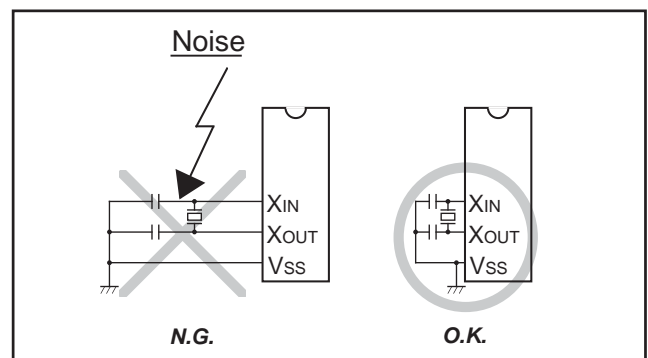 Noise
XIN
XOUT
VSS
N.G.
XIN
XOUT
VSS
O.K.